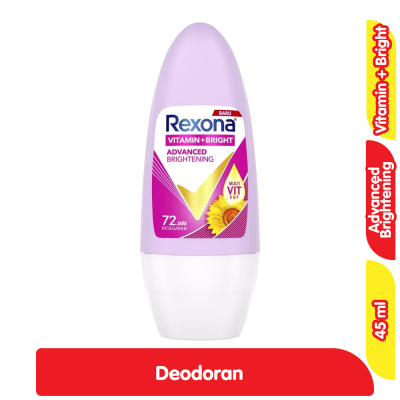 BARU
Rexona
VITAMIN+BRIGHT
ADVANCED
BRIGHTENING
MULTI
VIT
72 JAM
KESEGARAN
Vitamin + Bright
Advanced
Brightening
45 ml
Deodoran